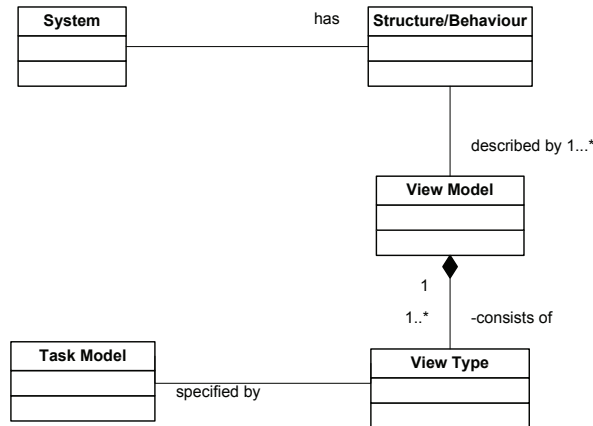 System
has
Structure/Behaviour
described by 1...*
View Model
1
1..*
-consists of
Task Model
specified by
View Type